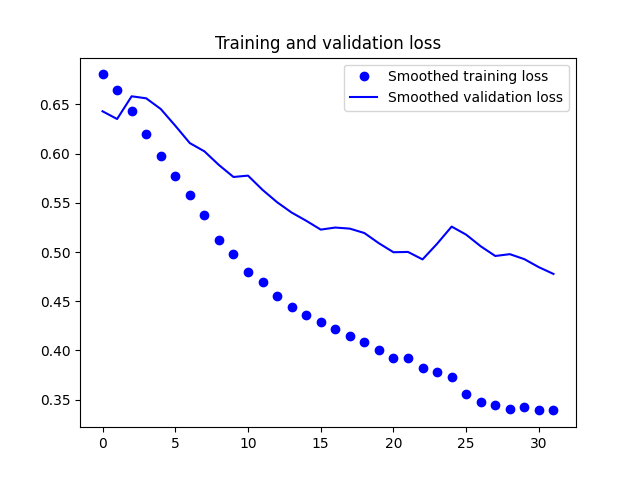 Training and validation loss
Smoothed training loss
Smoothed validation loss
0.65
0.60
0.55
0.50
0.45
0.40
0.35
0 5 10 15 20 25 30